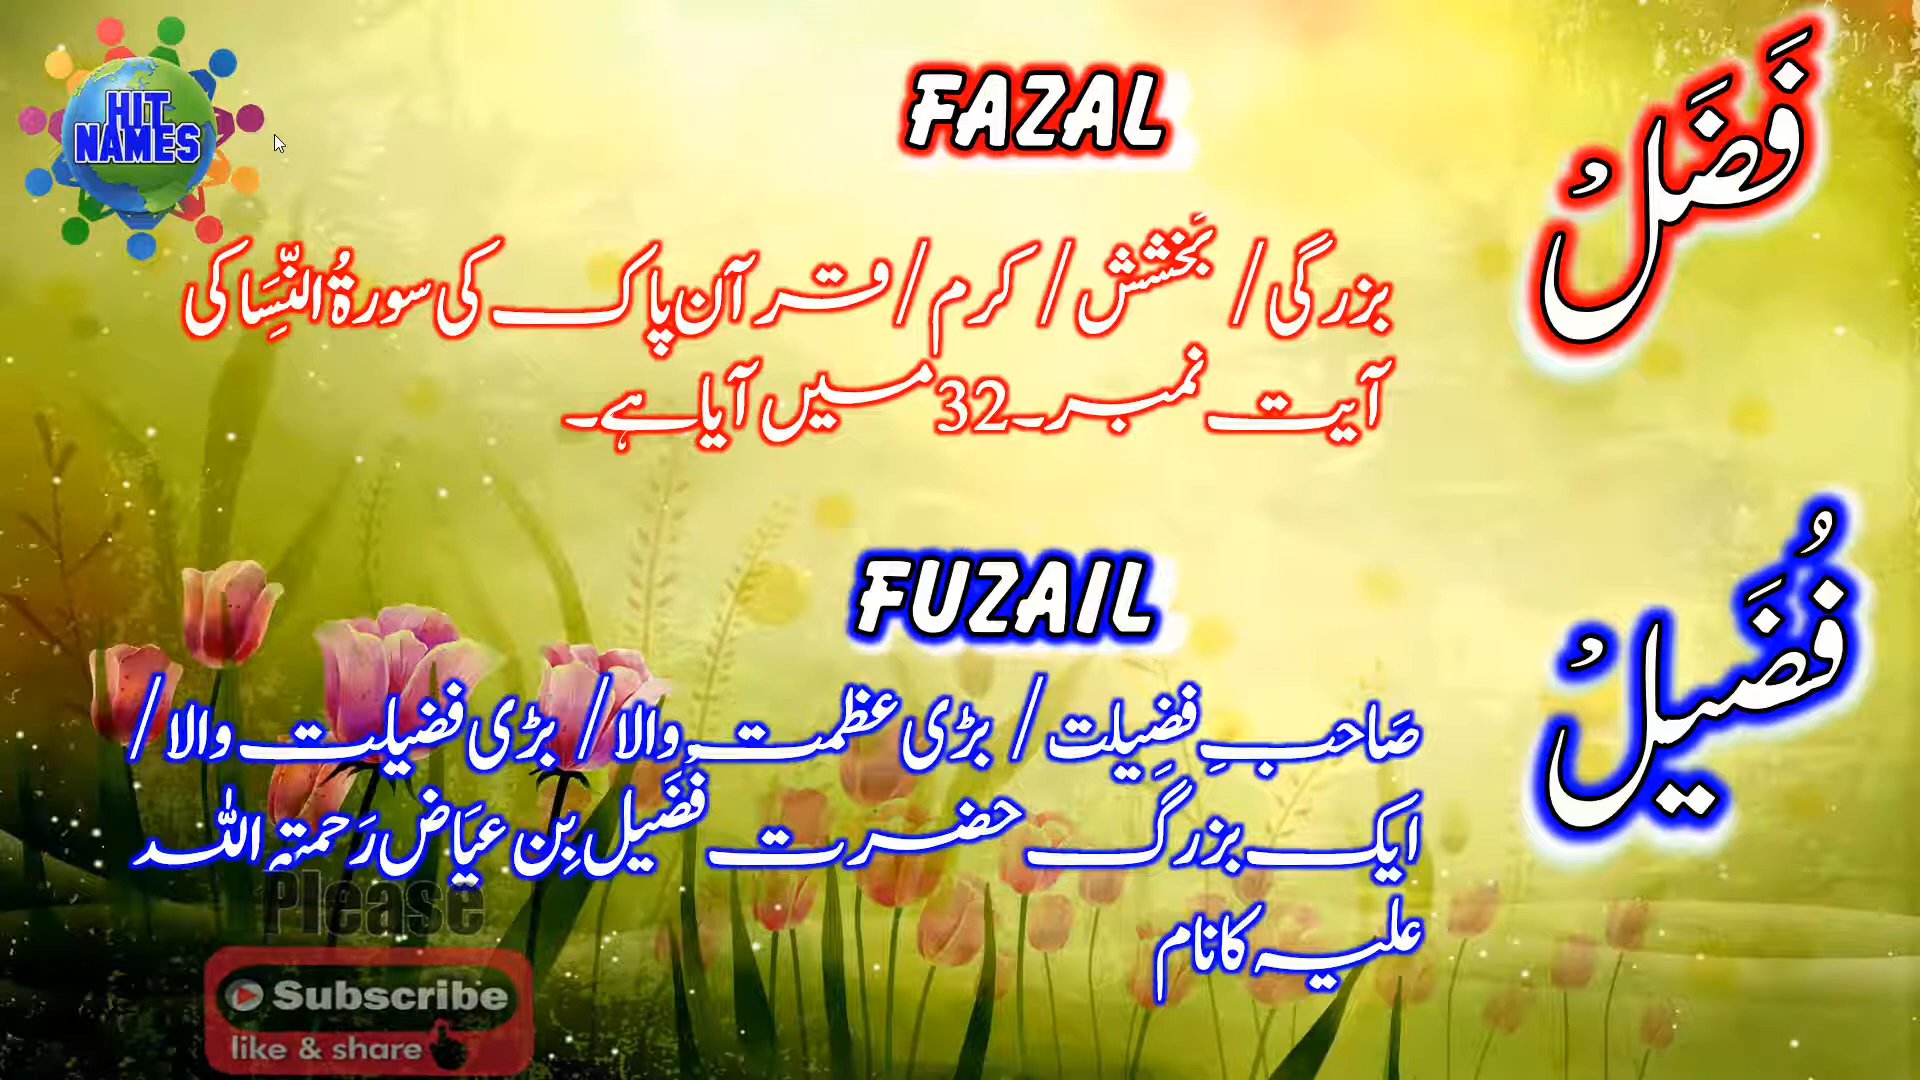 HIT
NAMES
FAZAL
فَضَلُ
بزرگی / بَخشش / کرم / قرآن پاک کی سورۃُ النِّسَا کی
آیت نمبر۔32 میں آیا ہے۔
FUZAIL
فُضَیلُ
صَاحبِ فضِیلت / بڑی عظمت والا / بڑی فضیلت والا /
ایک بزرگ حضرت فُضَیل بِن عیَاض رَحمتہ اللہ
علیہ کا نام
Please
Subscribe
like & share